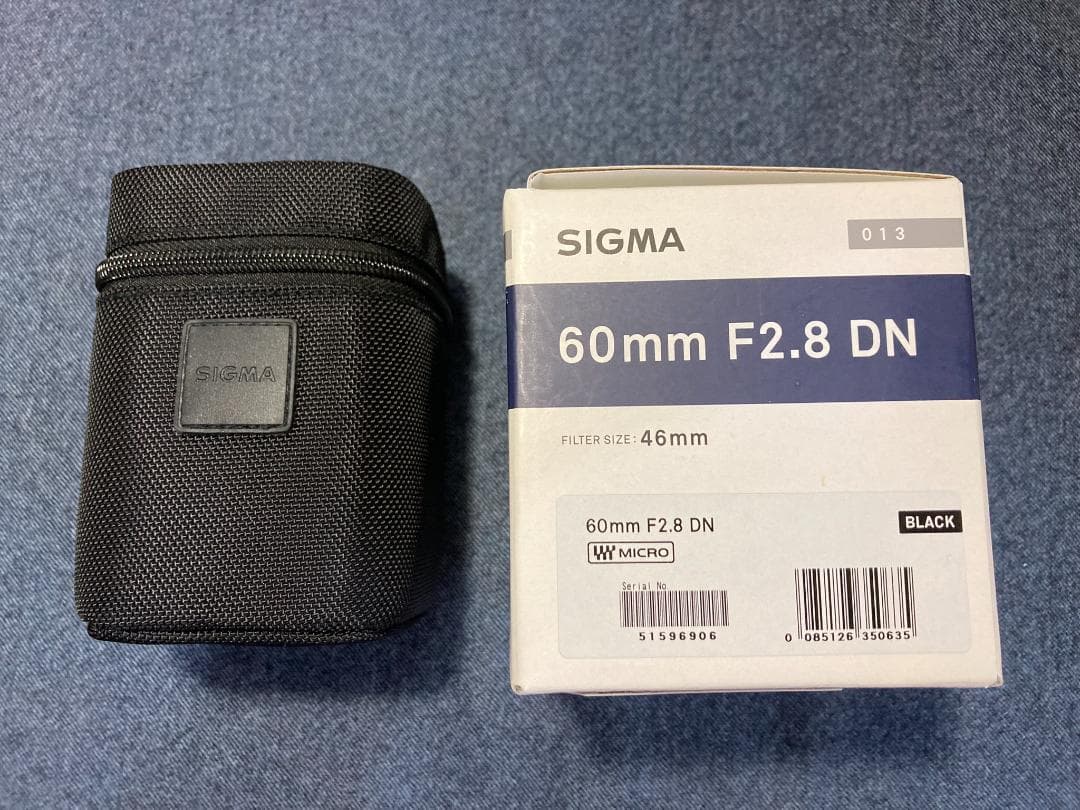 SIGMA
SIGMA
013
60mm F2.8 DN
FILTER SIZE: 46mm
60mm F2.8 DN
BLACK
MICRO
Serial No
51596906
0 085126 350635